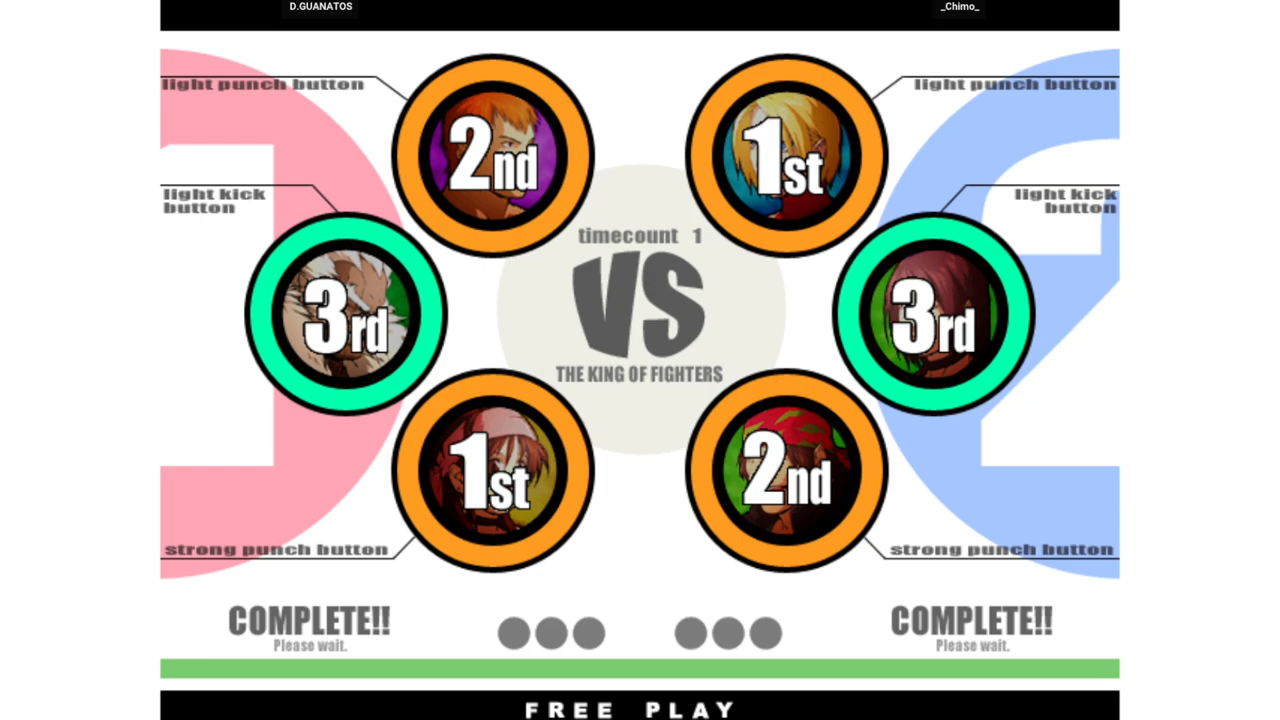 D.GUANATOS
_Chimo_
light punch button
light punch button
2nd
1st
light kick
button
light kick
button
timecount 1
VS
THE KING OF FIGHTERS
3rd
3rd
1st
2nd
strong punch button
strong punch button
COMPLETE!!
Please wait.
COMPLETE!!
Please wait.
FREE PLAY